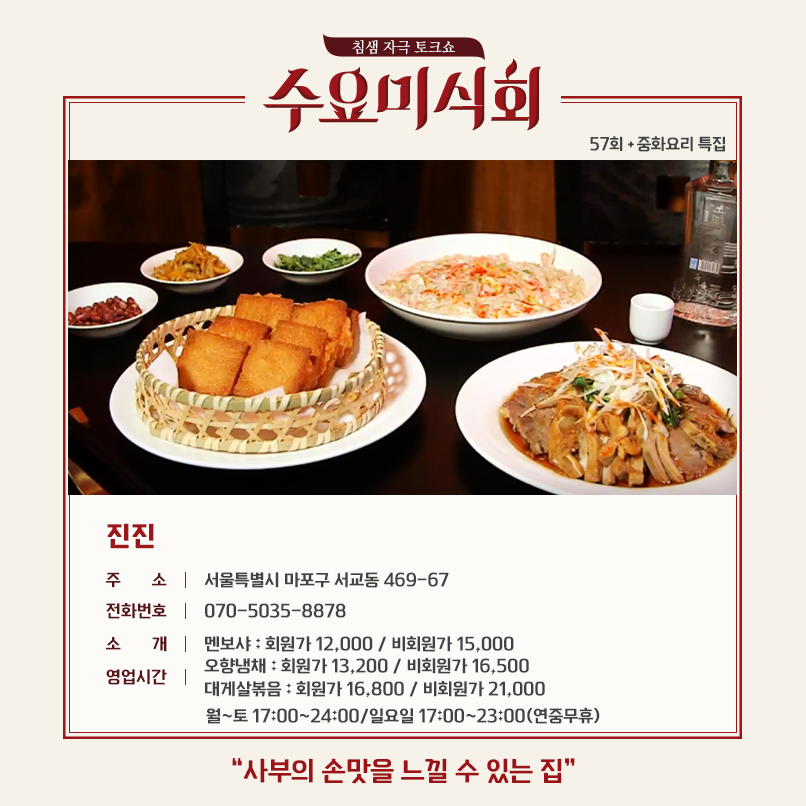 침샘 자극 토크쇼
수요미식회
57회 + 중화요리 특집
진진
주 소 | 서울특별시 마포구 서교동 469-67
전화번호 | 070-5035-8878
소 개 | 멘보샤 : 회원가 12,000 / 비회원가 15,000
오향냉채 : 회원가 13,200 / 비회원가 16,500
영업시간 |
대게살볶음 : 회원가 16,800 / 비회원가 21,000
월~토 17:00~24:00/일요일 17:00~23:00(연중무휴)
“사부의 손맛을 느낄 수 있는 집”